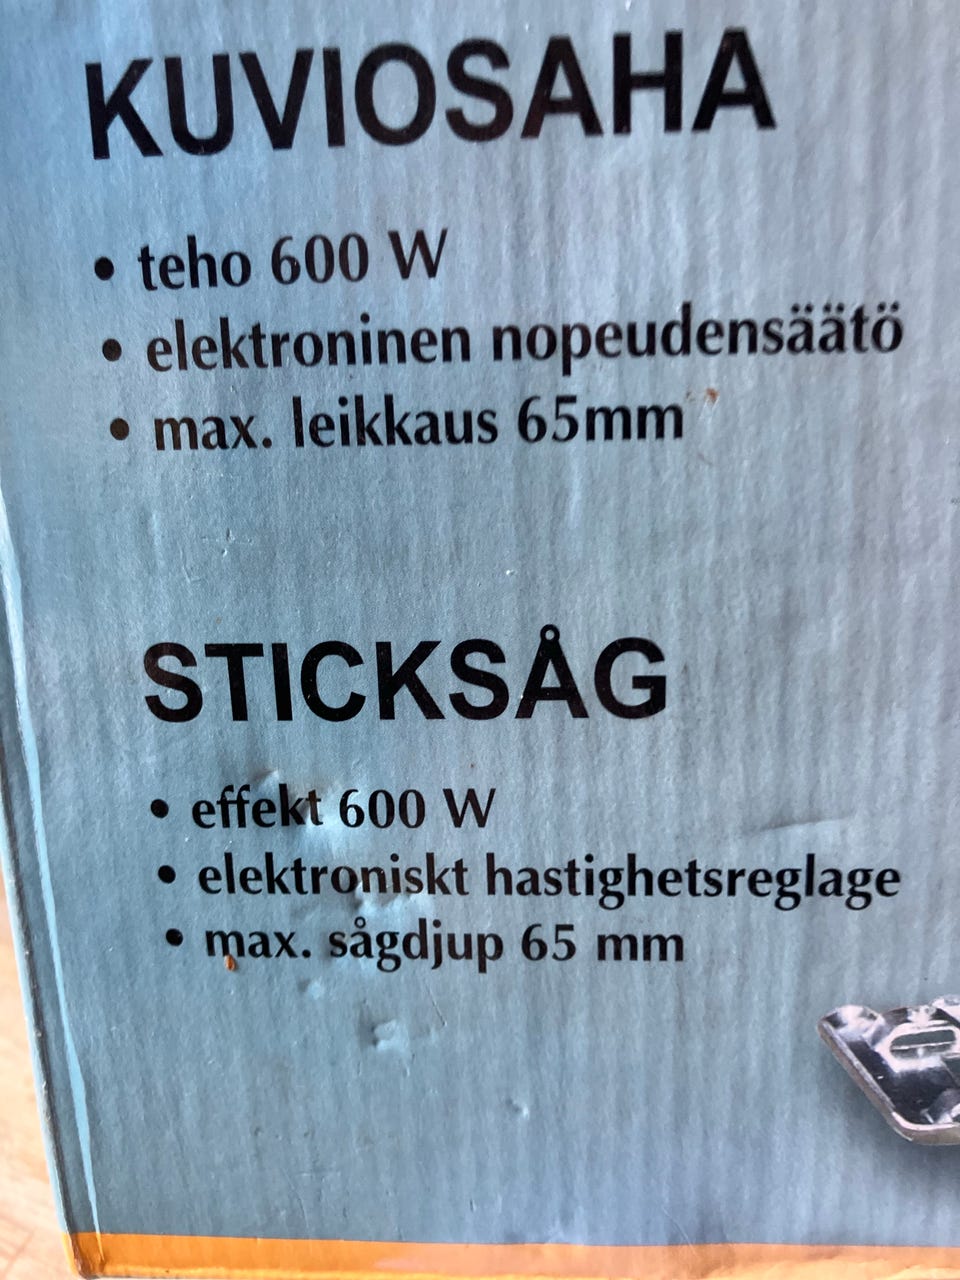 KUVIOSAHA
• teho 600 W
• elektroninen nopeudensäätö
• max. leikkaus 65mm
STICKSÅG
• effekt 600 W
• elektroniskt hastighetsreglage
• max. sågdjup 65 mm